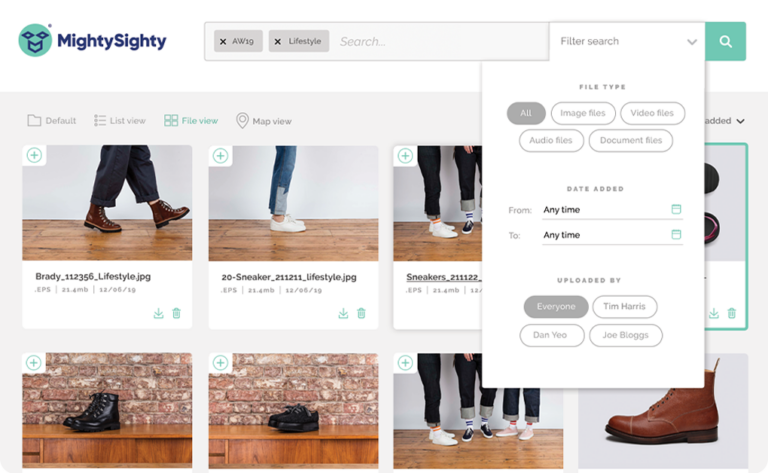 MightySighty
AW19
Lifestyle
Search...
Filter search
Default
List view
File view
Map view
added
FILE TYPE
All
Image files
Video files
Audio files
Document files
DATE ADDED
From: Any time
To: Any time
UPLOADED BY
Everyone
Tim Harris
Dan Yeo
Joe Bloggs
Brady_112356_Lifestyle.jpg
.EPS | 21.4mb | 12/06/19
20-Sneaker_211211_lifestyle.jpg
.EPS | 21.4mb | 12/06/19
Sneakers_211122_
.EPS | 21.4mb | 12/